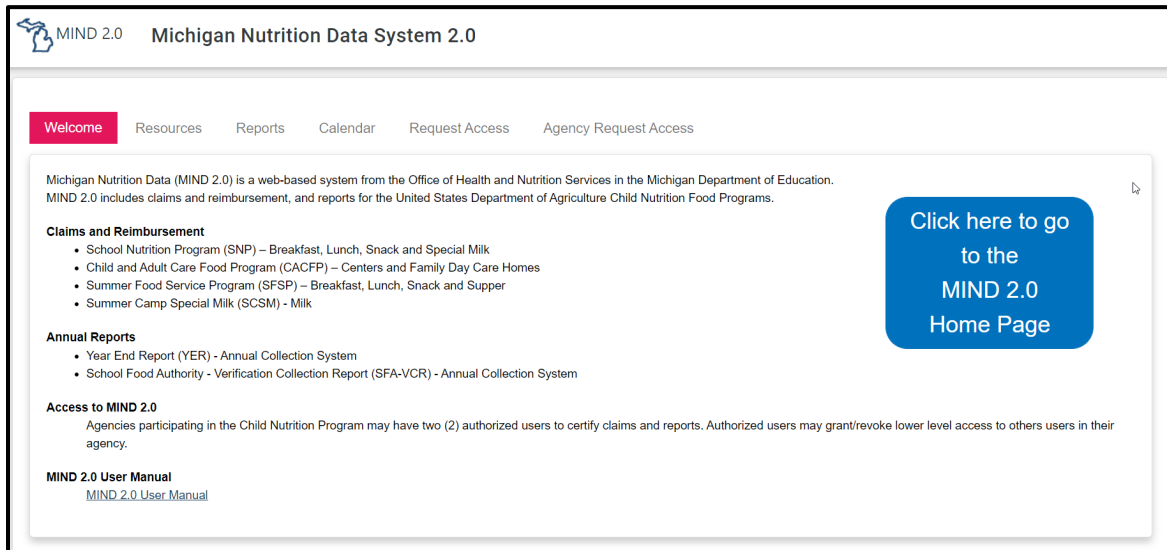 MIND 2.0 Michigan Nutrition Data System 2.0
Welcome Resources Reports Calendar Request Access Agency Request Access
Michigan Nutrition Data (MIND 2.0) is a web-based system from the Office of Health and Nutrition Services in the Michigan Department of Education.
MIND 2.0 includes claims and reimbursement, and reports for the United States Department of Agriculture Child Nutrition Food Programs.
Claims and Reimbursement
• School Nutrition Program (SNP) – Breakfast, Lunch, Snack and Special Milk
• Child and Adult Care Food Program (CACFP) – Centers and Family Day Care Homes
• Summer Food Service Program (SFSP) – Breakfast, Lunch, Snack and Supper
• Summer Camp Special Milk (SCSM) - Milk
Annual Reports
• Year End Report (YER) - Annual Collection System
• School Food Authority - Verification Collection Report (SFA-VCR) - Annual Collection System
Access to MIND 2.0
Agencies participating in the Child Nutrition Program may have two (2) authorized users to certify claims and reports. Authorized users may grant/revoke lower level access to others users in their
agency.
MIND 2.0 User Manual
MIND 2.0 User Manual
Click here to go
to the
MIND 2.0
Home Page